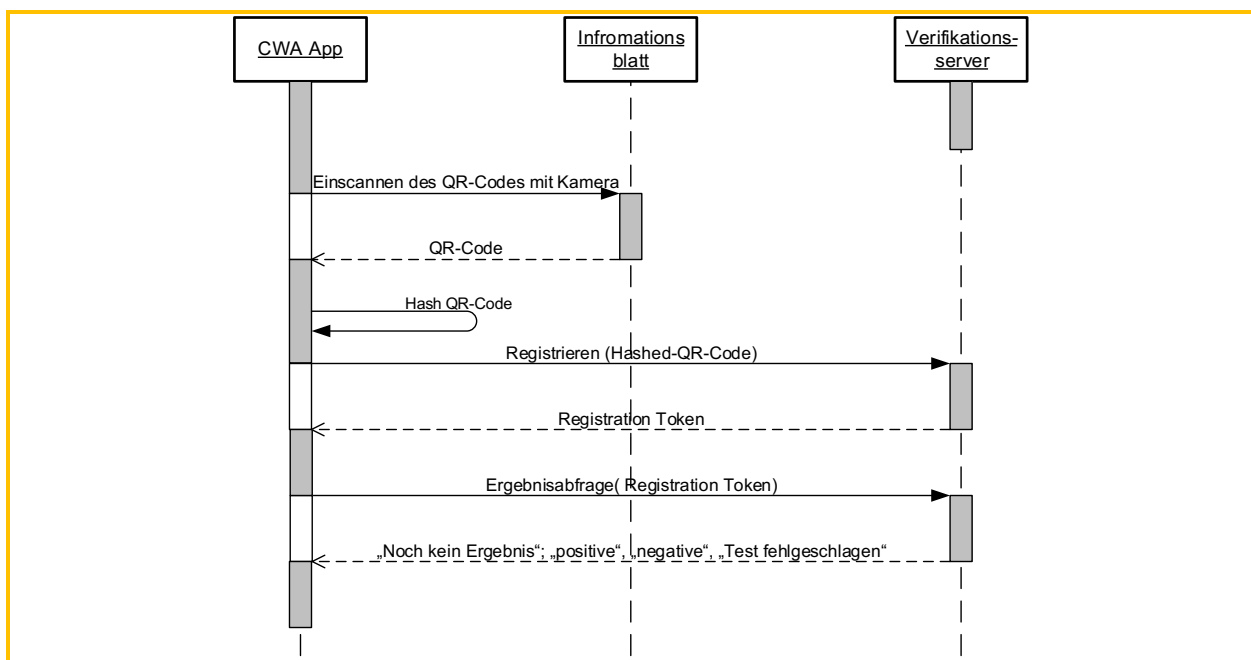 CWA App
Infromations
blatt
Verifikations-
server
Einscannen des QR-Codes mit Kamera
QR-Code
Hash QR-Code
Registrieren (Hashed-QR-Code)
Registration Token
Ergebnisabfrage( Registration Token)
„Noch kein Ergebnis“; „positive“, „negative“, „Test fehlgeschlagen“